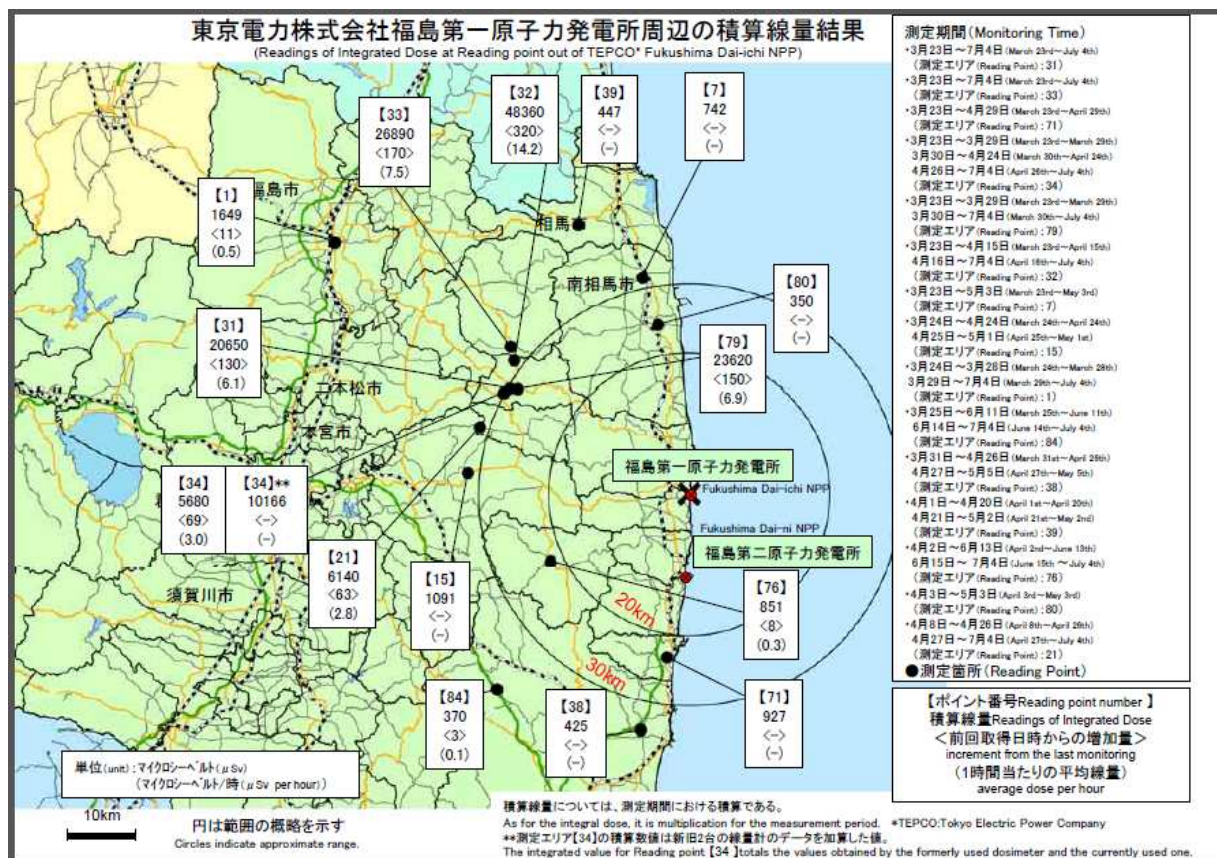 東京電力株式会社福島第一原子力発電所周辺の積算線量結果
(Readings of Integrated Dose at Reading point out of TEPCO* Fukushima Dai-ichi NPP)
【33】
26890
<170>
(7.5)
【32】
48360
<320>
(14.2)
【39】
447
<->
(-)
【7】
742
<->
(-)
【1】
1649
<11>
(0.5)
福島市
相馬市
南相馬市
【80】
350
<->
(-)
【31】
20650
<130>
(6.1)
【79】
23620
<150>
(6.9)
二本松市
本宮市
【34】
5680
<69>
(3.0)
【34】**
10166
<->
(-)
福島第一原子力発電所
Fukushima Dai-ichi NPP
Fukushima Dai-ni NPP
福島第二原子力発電所
【21】
6140
<63>
(2.8)
【15】
1091
<->
(-)
須賀川市
【76】
851
<8>
(0.3)
20km
30km
【84】
370
<3>
(0.1)
【38】
425
<->
(-)
【71】
927
<->
(-)
単位(unit):マイクロシーベルト(μSv)
(マイクロシーベルト/時(μSv per hour))
10km
円は範囲の概略を示す
Circles indicate approximate range.
測定期間(Monitoring Time)
・3月23日～7月4日(March 23rd~July 4th)
(測定エリア(Reading Point):31)
・3月23日～7月4日(March 23rd~July 4th)
(測定エリア(Reading Point):33)
・3月23日～4月29日(March 23rd~April 29th)
(測定エリア(Reading Point):71)
・3月23日～3月29日(March 23rd~March 29th)
3月30日～4月24日(March 30th~April 24th)
4月26日～7月4日(April 26th~July 4th)
(測定エリア(Reading Point):34)
・3月23日～3月29日(March 23rd~March 29th)
3月30日～7月4日(March 30th~July 4th)
(測定エリア(Reading Point):79)
・3月23日～4月15日(March 23rd~April 15th)
4月16日～7月4日(April 16th~July 4th)
(測定エリア(Reading Point):32)
・3月23日～5月3日(March 23rd~May 3rd)
(測定エリア(Reading Point):7)
・3月24日～4月24日(March 24th~April 24th)
4月25日～5月1日(April 25th~May 1st)
(測定エリア(Reading Point):15)
・3月24日～3月28日(March 24th~March 28th)
3月29日～7月4日(March 29th~July 4th)
(測定エリア(Reading Point):1)
・3月25日～6月11日(March 25th~June 11th)
6月14日～7月4日(June 14th~July 4th)
(測定エリア(Reading Point):84)
・3月31日～4月26日(March 31st~April 26th)
4月27日～5月5日(April 27th~May 5th)
(測定エリア(Reading Point):38)
・4月1日～4月20日(April 1st~April 20th)
4月21日～5月2日(April 21st~May 2nd)
(測定エリア(Reading Point):39)
・4月2日～6月13日(April 2nd~June 13th)
6月15日～ 7月4日(June 15th ~July 4th)
(測定エリア(Reading Point):76)
・4月3日～5月3日(April 3rd~May 3rd)
(測定エリア(Reading Point):80)
・4月8日～4月26日(April 8th~April 26th)
4月27日～7月4日(April 27th~July 4th)
(測定エリア(Reading Point):21)
●測定箇所(Reading Point)
【ポイント番号Reading point number 】
積算線量Readings of Integrated Dose
＜前回取得日時からの増加量＞
increment from the last monitoring
(1時間当たりの平均線量)
average dose per hour
積算線量については、測定期間における積算である。
As for the integral dose, it is multiplication for the measurement period. *TEPCO:Tokyo Electric Power Company
**測定エリア【34】の積算数値は新旧2台の線量計のデータを加算した値。
The integrated value for Reading point 【34 】totals the values obtained by the formerly used dosimeter and the currently used one.